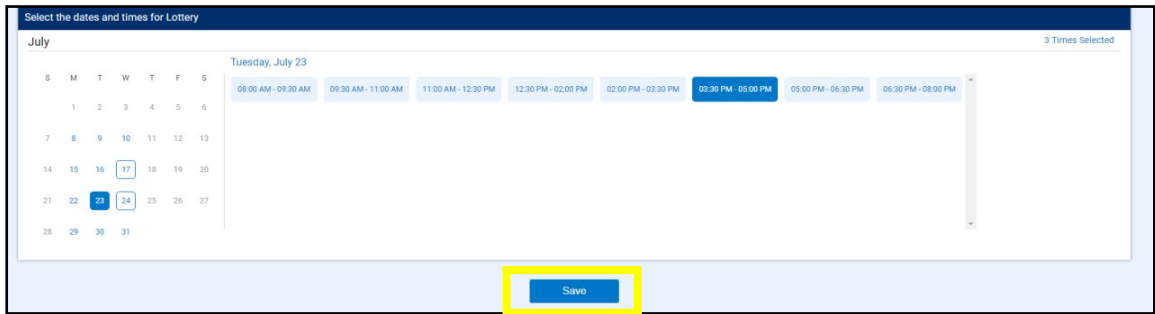 Select the dates and times for Lottery
July
3 Times Selected
Tuesday, July 23
S M T W T F S
08:00 AM - 09:30 AM 09:30 AM - 11:00 AM 11:00 AM - 12:30 PM 12:30 PM - 02:00 PM 02:00 PM - 03:30 PM 03:30 PM - 05:00 PM 05:00 PM - 06:30 PM 06:30 PM - 08:00 PM
1 2 3 4 5 6
7 8 9 10 11 12 13
14 15 16 17 18 19 20
21 22 23 24 25 26 27
28 29 30 31
Save